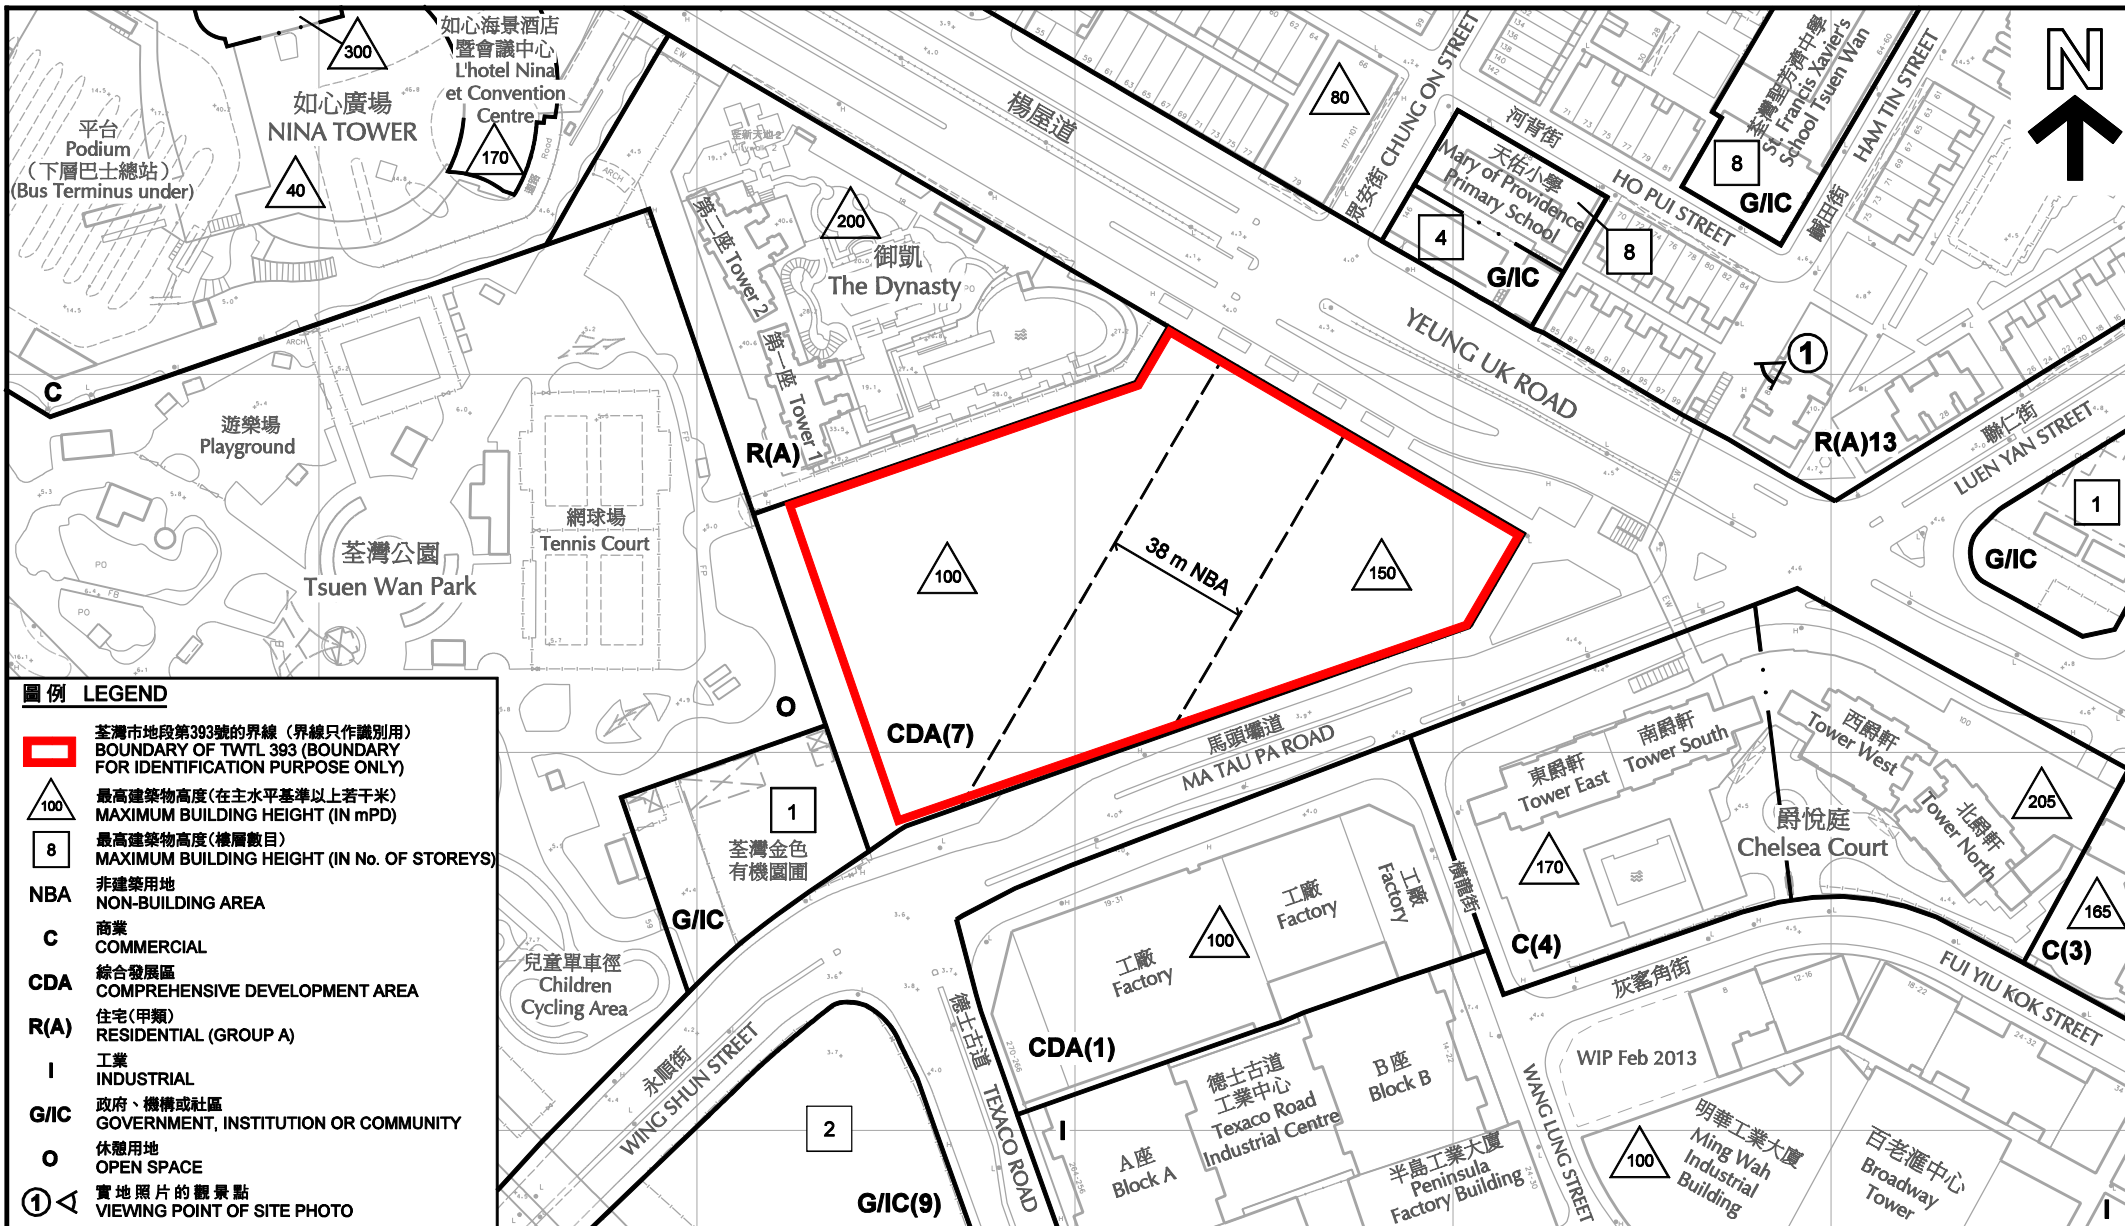 300
如心海景酒店
暨會議中心
L'hotel Nina
et Convention
Centre
170
如心廣場
NINA TOWER
40
平台
Podium
（下層巴士總站）
(Bus Terminus under)
楊屋道
80
眾安街 CHUNG ON STREET
河背街
HO PUI STREET
天佑小學
Mary of Providence
Primary School
4
8
G/IC
荃灣聖芳濟中學
St. Francis Xavier's
School Tsuen Wan
8
G/IC
HAM TIN STREET
鹹田街
N
第二座 Tower 2
第一座 Tower 1
200
御凱
The Dynasty
YEUNG UK ROAD
1
R(A)13
聯仁街
LUEN YAN STREET
1
G/IC
C
遊樂場
Playground
荃灣公園
Tsuen Wan Park
網球場
Tennis Court
R(A)
100
38 m NBA
150
CDA(7)
O
馬頭壩道
MA TAU PA ROAD
1
荃灣金色
有機園圃
G/IC
兒童單車徑
Children
Cycling Area
永順街
WING SHUN STREET
2
G/IC(9)
德士古道 TEXACO ROAD
工廠
Factory
100
工廠
Factory
工廠
Factory
CDA(1)
橫龍街
WANG LUNG STREET
東爵軒
Tower East
南爵軒
Tower South
西爵軒
Tower West
北爵軒
Tower North
爵悅庭
Chelsea Court
170
205
165
C(4)
C(3)
灰窰角街
FUI YIU KOK STREET
WIP Feb 2013
I
A座
Block A
德士古道
工業中心
Texaco Road
Industrial Centre
B座
Block B
半島工業大廈
Peninsula
Factory Building
100
明華工業大廈
Ming Wah
Industrial
Building
百老滙中心
Broadway
Tower
I
圖例 LEGEND
荃灣市地段第393號的界線（界線只作識別用）
BOUNDARY OF TWTL 393 (BOUNDARY
FOR IDENTIFICATION PURPOSE ONLY)
100
最高建築物高度(在主水平基準以上若干米)
MAXIMUM BUILDING HEIGHT (IN mPD)
8
最高建築物高度(樓層數目)
MAXIMUM BUILDING HEIGHT (IN No. OF STOREYS)
NBA
非建築用地
NON-BUILDING AREA
C
商業
COMMERCIAL
CDA
綜合發展區
COMPREHENSIVE DEVELOPMENT AREA
R(A)
住宅(甲類)
RESIDENTIAL (GROUP A)
I
工業
INDUSTRIAL
G/IC
政府、機構或社區
GOVERNMENT, INSTITUTION OR COMMUNITY
O
休憩用地
OPEN SPACE
1
實地照片的觀景點
VIEWING POINT OF SITE PHOTO